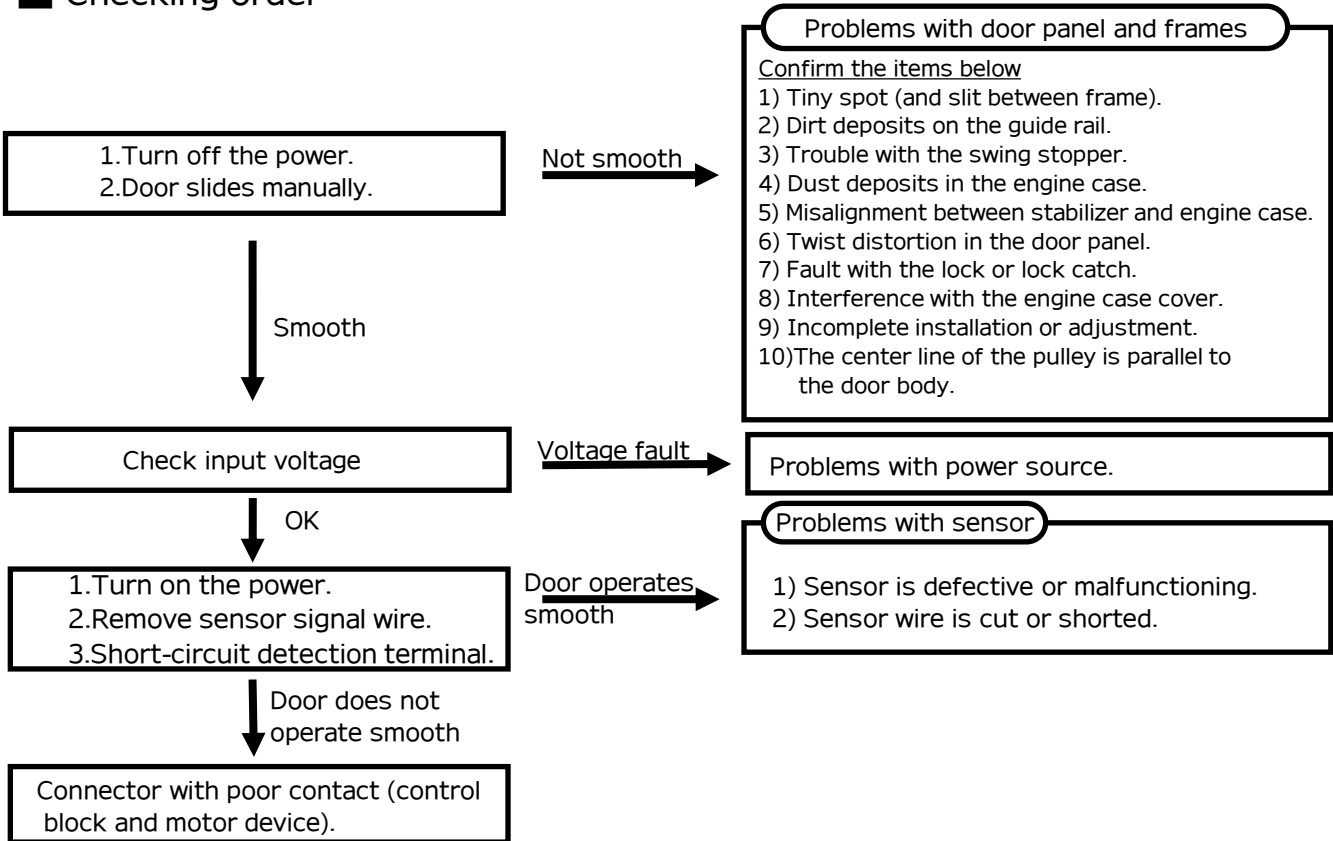 ■ Checking order
Problems with door panel and frames
Confirm the items below
1) Tiny spot (and slit between frame).
2) Dirt deposits on the guide rail.
3) Trouble with the swing stopper.
4) Dust deposits in the engine case.
5) Misalignment between stabilizer and engine case.
6) Twist distortion in the door panel.
7) Fault with the lock or lock catch.
8) Interference with the engine case cover.
9) Incomplete installation or adjustment.
10)The center line of the pulley is parallel to
the door body.
1.Turn off the power.
2.Door slides manually.
Not smooth
Smooth
Check input voltage
Voltage fault
Problems with power source.
OK
Problems with sensor
1) Sensor is defective or malfunctioning.
2) Sensor wire is cut or shorted.
1.Turn on the power.
2.Remove sensor signal wire.
3.Short-circuit detection terminal.
Door operates
smooth
Door does not
operate smooth
Connector with poor contact (control
block and motor device).